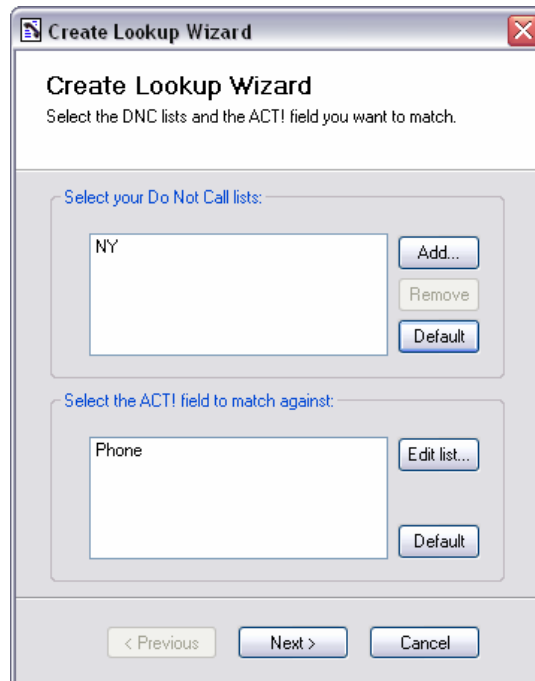 Create Lookup Wizard
Create Lookup Wizard
Select the DNC lists and the ACT! field you want to match.
Select your Do Not Call lists:
NY
Add...
Remove
Default
Select the ACT! field to match against:
Phone
Edit list...
Default
< Previous
Next >
Cancel